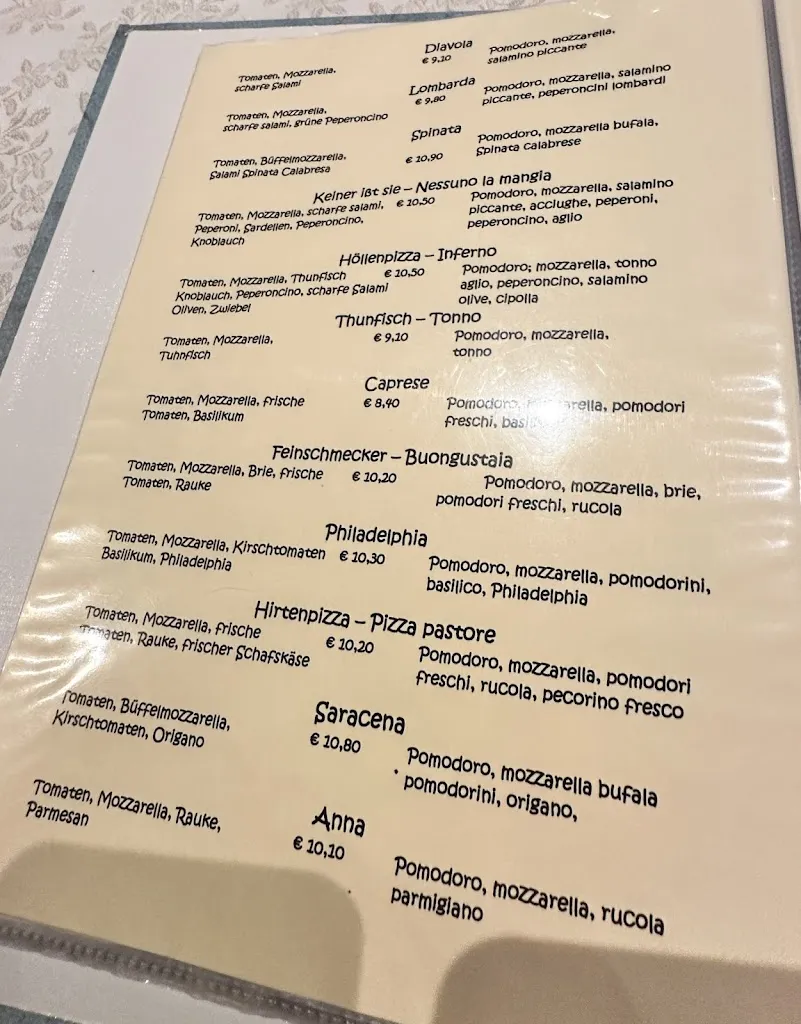 Diavola
Tomaten, Mozzarella, € 9,10 Pomodoro, mozzarella,
scharfe Salami salamino piccante
Lombarda
Tomaten, Mozzarella, € 9,80 Pomodoro, mozzarella, salamino
scharfe salami, grüne Peperoncino piccante, peperoncini lombardi
Spinata
Tomaten, Büffelmozzarella, € 10,90 Pomodoro, mozzarella bufala,
Salami Spinata Calabresa Spinata calabrese
Keiner ißt sie – Nessuno la mangia
Tomaten, Mozzarella, scharfe salami, € 10,50 Pomodoro, mozzarella, salamino
Peperoni, Sardellen, Peperoncino, piccante, acciughe, peperoni,
Knoblauch peperoncino, aglio
Höllenpizza – Inferno
Tomaten, Mozzarella, Thunfisch € 10,50 Pomodoro; mozzarella, tonno
Knoblauch, Peperoncino, scharfe Salami aglio, peperoncino, salamino
Oliven, Zwiebel olive, cipolla
Thunfisch – Tonno
Tomaten, Mozzarella, € 9,10 Pomodoro, mozzarella,
Tuhnfisch tonno
Caprese
Tomaten, Mozzarella, frische € 8,40 Pomodoro, pomodori
Tomaten, Basilikum freschi,
Feinschmecker – Buongustaia
Tomaten, Mozzarella, Brie, frische € 10,20 Pomodoro, mozzarella, brie,
Tomaten, Rauke pomodori freschi, rucola
Philadelphia
Tomaten, Mozzarella, Kirschtomaten € 10,30 Pomodoro, mozzarella, pomodorini,
Basilikum, Philadelphia basilico, Philadelphia
Hirtenpizza – Pizza pastore
Tomaten, Mozzarella, frische € 10,20 Pomodoro, mozzarella, pomodori
Tomaten, Rauke, frischer Schafskäse freschi, rucola, pecorino fresco
Saracena
Tomaten, Büffelmozzarella, € 10,80 Pomodoro, mozzarella bufala
Kirschtomaten, Origano pomodorini, origano,
Anna
Tomaten, Mozzarella, Rauke, € 10,10 Pomodoro, mozzarella, rucola
Parmesan parmigiano